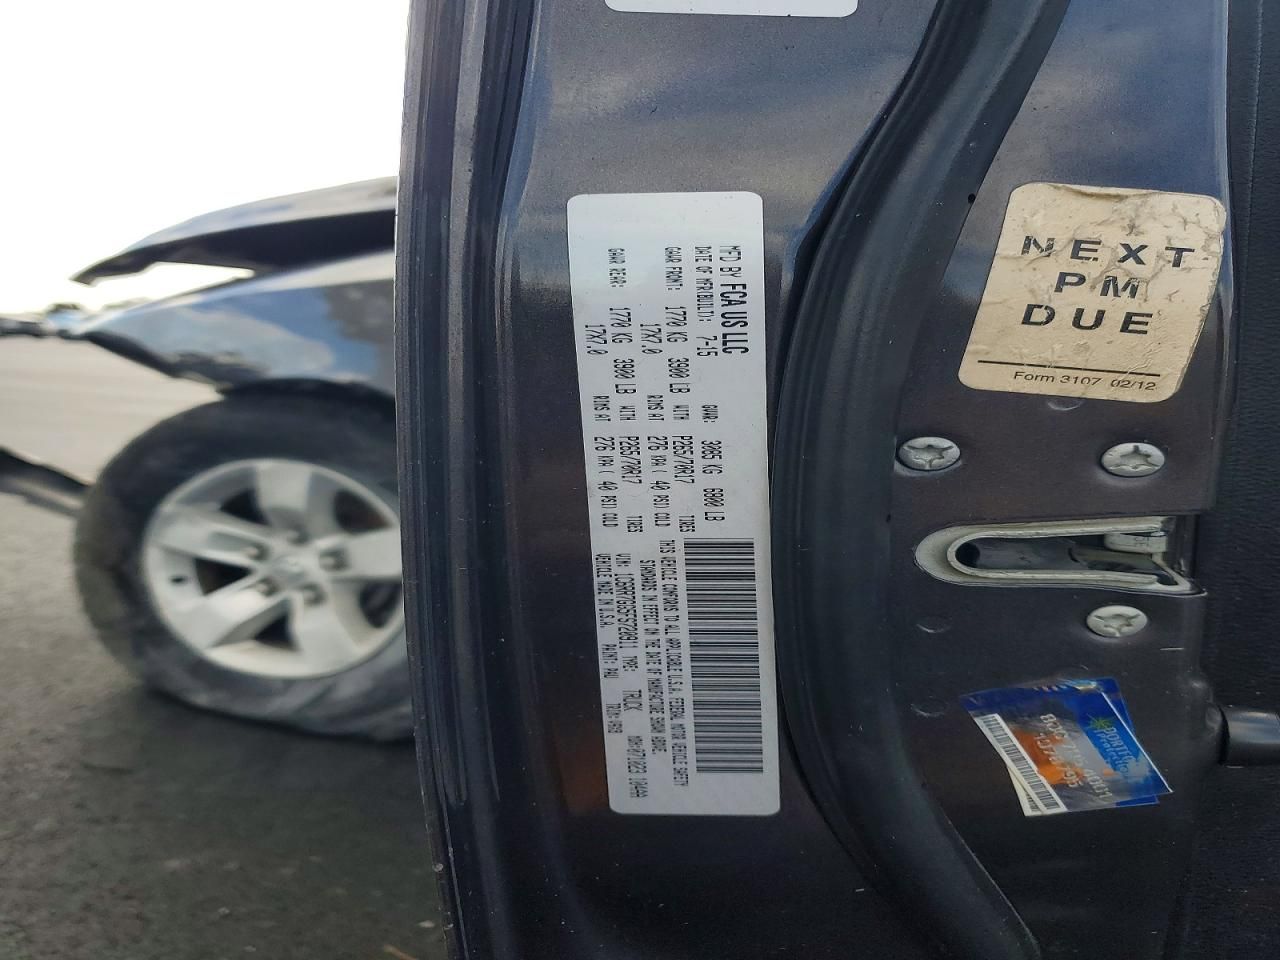 MFD BY FCA US LLC
DATE OF MFR(BUILT): 7-15 GVWR: 3085 KG 6800 LB
GAWR FRONT: 1770 KG 3900 LB WITH P265/70R17 TIRES
17X7.0 RIMS AT 276 KPA ( 40 PSI) COLD
GAWR REAR: 1770 KG 3900 LB WITH P265/70R17 TIRES
17X7.0 RIMS AT 276 KPA ( 40 PSI) COLD
THIS VEHICLE CONFORMS TO ALL APPLICABLE U.S.A. FEDERAL MOTOR VEHICLE SAFETY
STANDARDS IN EFFECT ON THE DATE OF MANUFACTURE SHOWN ABOVE.
TYPE: TRUCK
VEHICLE MADE IN U.S.A. PAINT: TRIM:
NEXT
PM
DUE
Form 3107 02/12